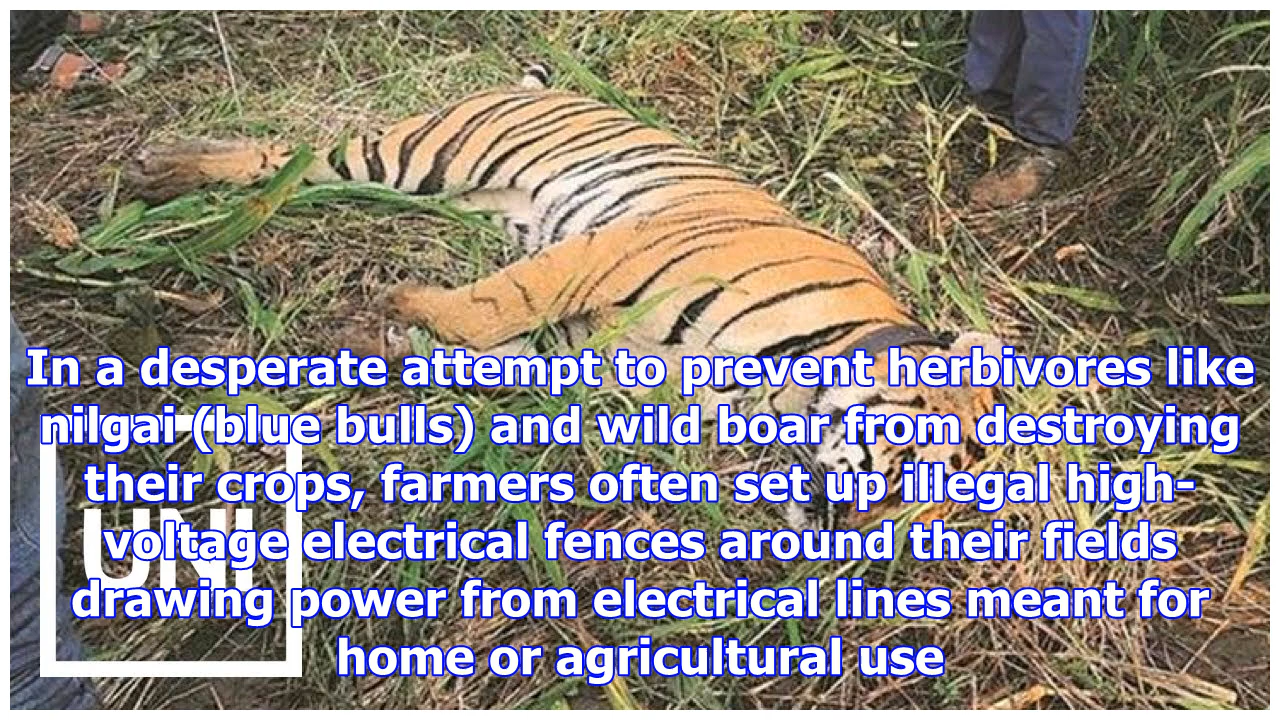 In a desperate attempt to prevent herbivores like
nilgai (blue bulls) and wild boar from destroying
their crops, farmers often set up illegal high-
voltage electrical fences around their fields
drawing power from electrical lines meant for
home or agricultural use
UNI